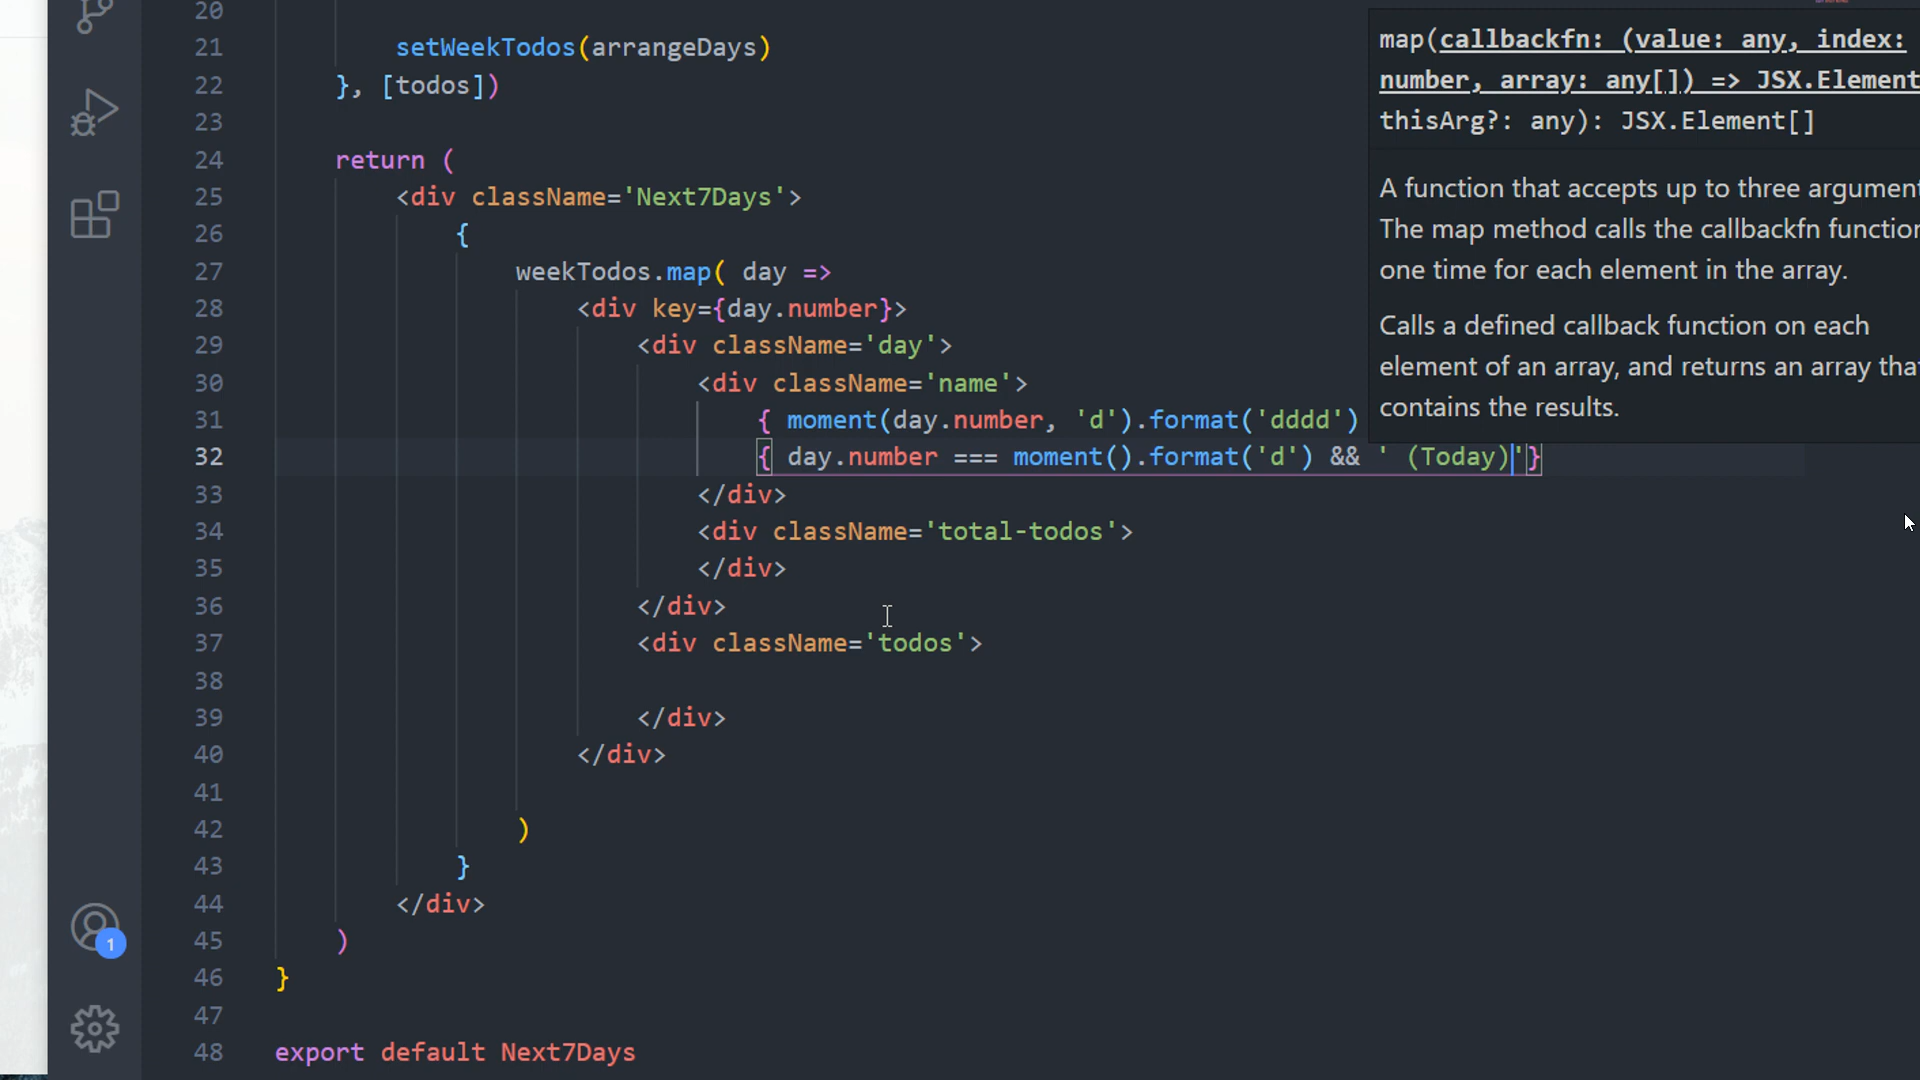 20
21 setWeekTodos(arrangeDays)
22 }, [todos])
23
24 return (
25 <div className='Next7Days'>
26 {
27 weekTodos.map( day =>
28 <div key={day.number}>
29 <div className='day'>
30 <div className='name'>
31 { moment(day.number, 'd').format('dddd')
32 { day.number === moment().format('d') && ' (Today)'}
33 </div>
34 <div className='total-todos'>
35 </div>
36 </div>
37 <div className='todos'>
38
39 </div>
40 </div>
41
42 )
43 }
44 </div>
45 )
46 }
47
48 export default Next7Days
map(callbackfn: (value: any, index:
number, array: any[]) => JSX.Element
thisArg?: any): JSX.Element[]
A function that accepts up to three argument
The map method calls the callbackfn function
one time for each element in the array.
Calls a defined callback function on each
element of an array, and returns an array that
contains the results.
1